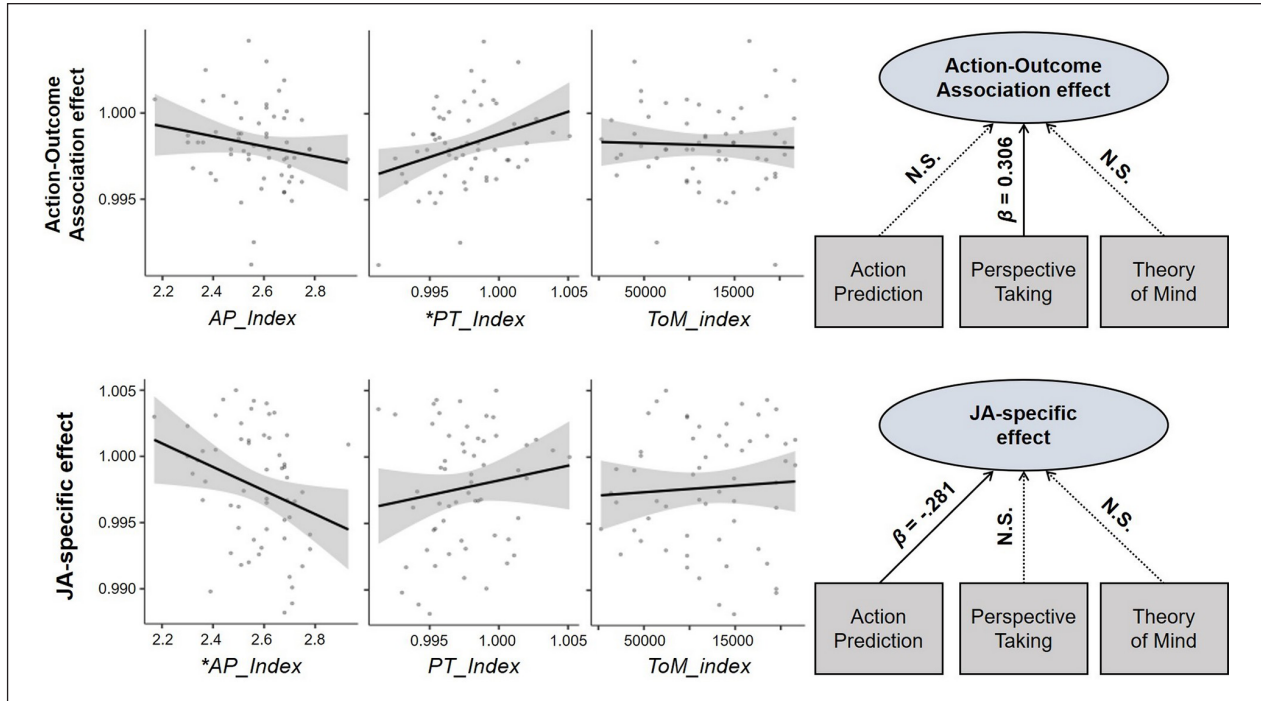 Action-Outcome
Association effect
1.000
0.995
2.2 2.4 2.6 2.8
AP_Index
0.995 1.000 1.005
*PT_Index
50000 15000
ToM_index
Action-Outcome
Association effect
N.S.
β = 0.306
N.S.
Action
Prediction
Perspective
Taking
Theory
of Mind
JA-specific effect
1.005
1.000
0.995
0.990
2.2 2.4 2.6 2.8
*AP_Index
0.995 1.000 1.005
PT_Index
50000 15000
ToM_index
JA-specific
effect
β = -.281
N.S.
N.S.
Action
Prediction
Perspective
Taking
Theory
of Mind